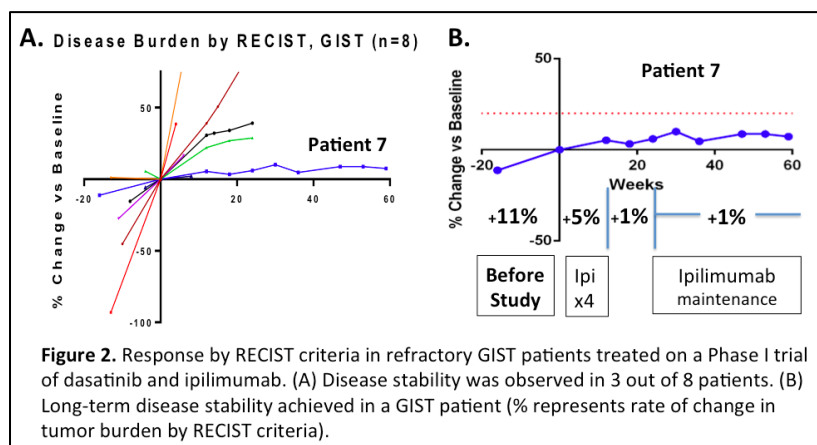 A. Disease Burden by RECIST, GIST (n=8)
% Change vs Baseline
50
-50
-100
-20
20
40
60
Patient 7
B.
Patient 7
% Change vs Baseline
50
-50
-20
20
40
60
Weeks
+11%
+5%
+1%
+1%
Before
Study
Ipi
x4
Ipilimumab
maintenance
Figure 2. Response by RECIST criteria in refractory GIST patients treated on a Phase I trial
of dasatinib and ipilimumab. (A) Disease stability was observed in 3 out of 8 patients. (B)
Long-term disease stability achieved in a GIST patient (% represents rate of change in
tumor burden by RECIST criteria).